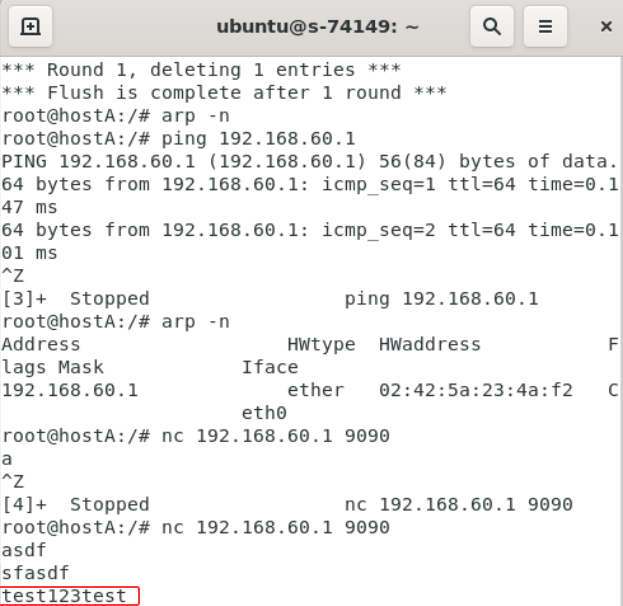 ubuntu@s-74149: ~
*** Round 1, deleting 1 entries ***
*** Flush is complete after 1 round ***
root@hostA:/# arp -n
root@hostA:/# ping 192.168.60.1
PING 192.168.60.1 (192.168.60.1) 56(84) bytes of data.
64 bytes from 192.168.60.1: icmp_seq=1 ttl=64 time=0.1
47 ms
64 bytes from 192.168.60.1: icmp_seq=2 ttl=64 time=0.1
01 ms
^Z
[3]+  Stopped                 ping 192.168.60.1
root@hostA:/# arp -n
Address                  HWtype  HWaddress           F
lags Mask            Iface
192.168.60.1             ether   02:42:5a:23:4a:f2   C
                     eth0
root@hostA:/# nc 192.168.60.1 9090
a
^Z
[4]+  Stopped                 nc 192.168.60.1 9090
root@hostA:/# nc 192.168.60.1 9090
asdf
sfasdf
test123test